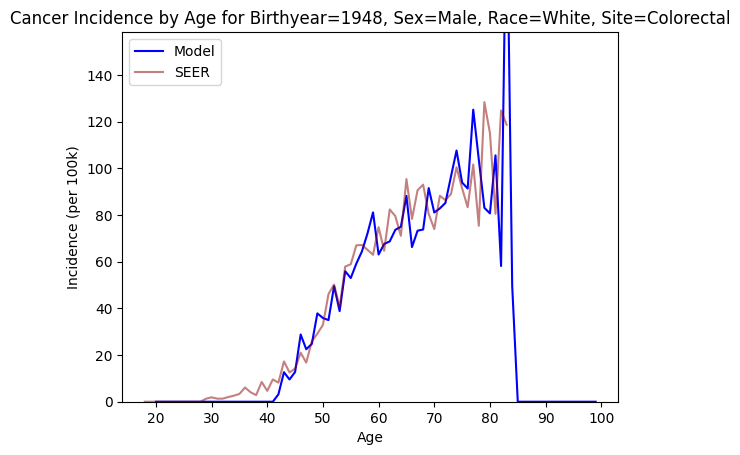 Cancer Incidence by Age for Birthyear=1948, Sex=Male, Race=White, Site=Colorectal
Model
SEER
Incidence (per 100k)
140
120
100
80
60
40
20
0
20 30 40 50 60 70 80 90 100
Age